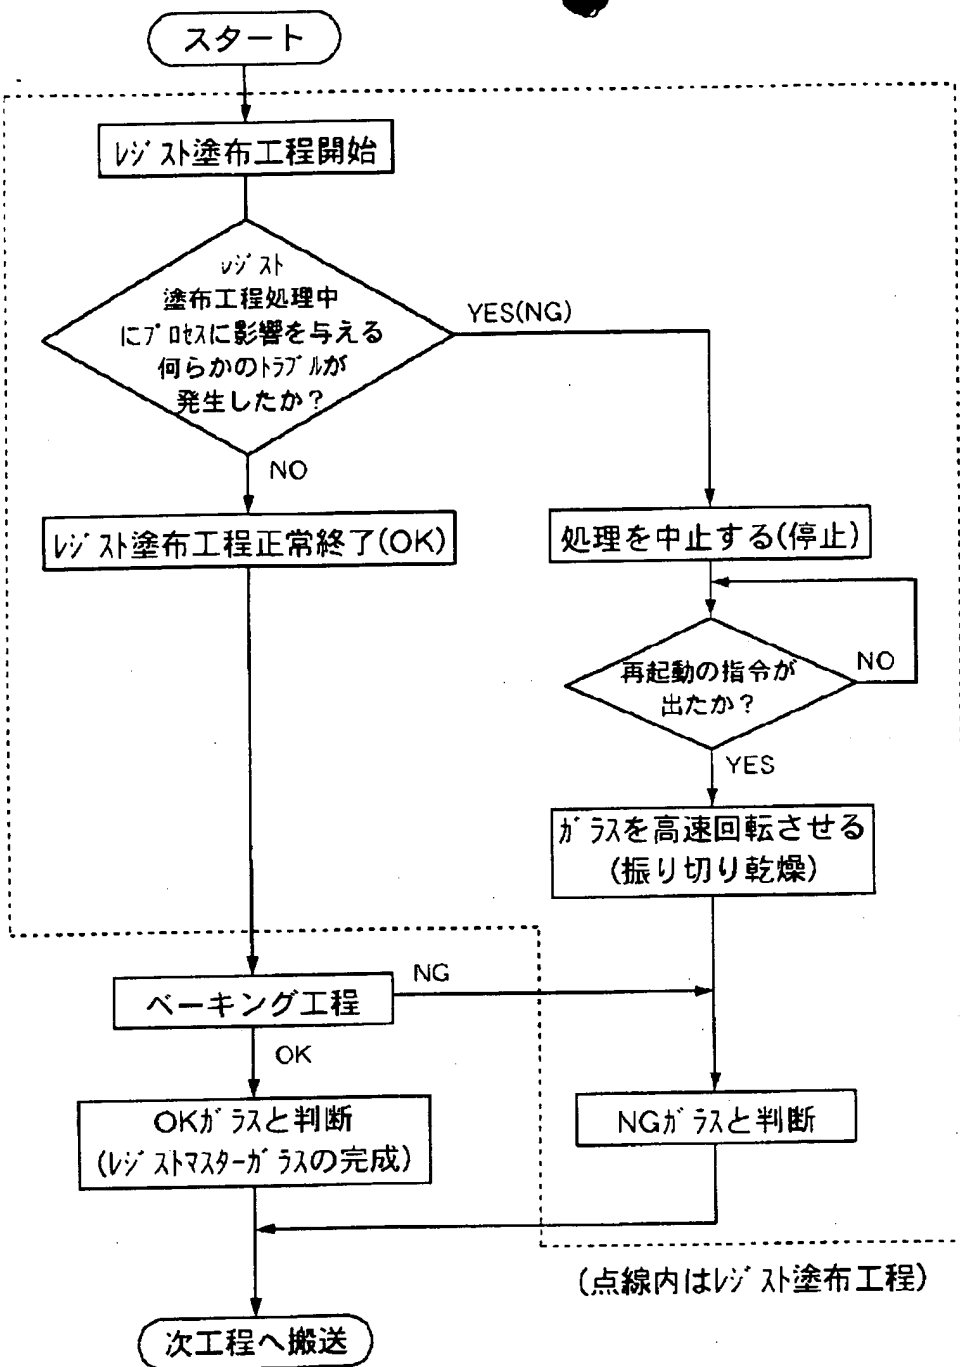 スタート
レジスト塗布工程開始
レジスト
塗布工程処理中
にプロセスに影響を与える
何らかのトラブルが
発生したか?
YES(NG)
NO
レジスト塗布工程正常終了(OK)
処理を中止する(停止)
再起動の指令が
出たか?
NO
YES
ガラスを高速回転させる
(振り切り乾燥)
ベーキング工程
NG
OK
OKガラスと判断
(レジストマスターガラスの完成)
NGガラスと判断
(点線内はレジスト塗布工程)
次工程へ搬送